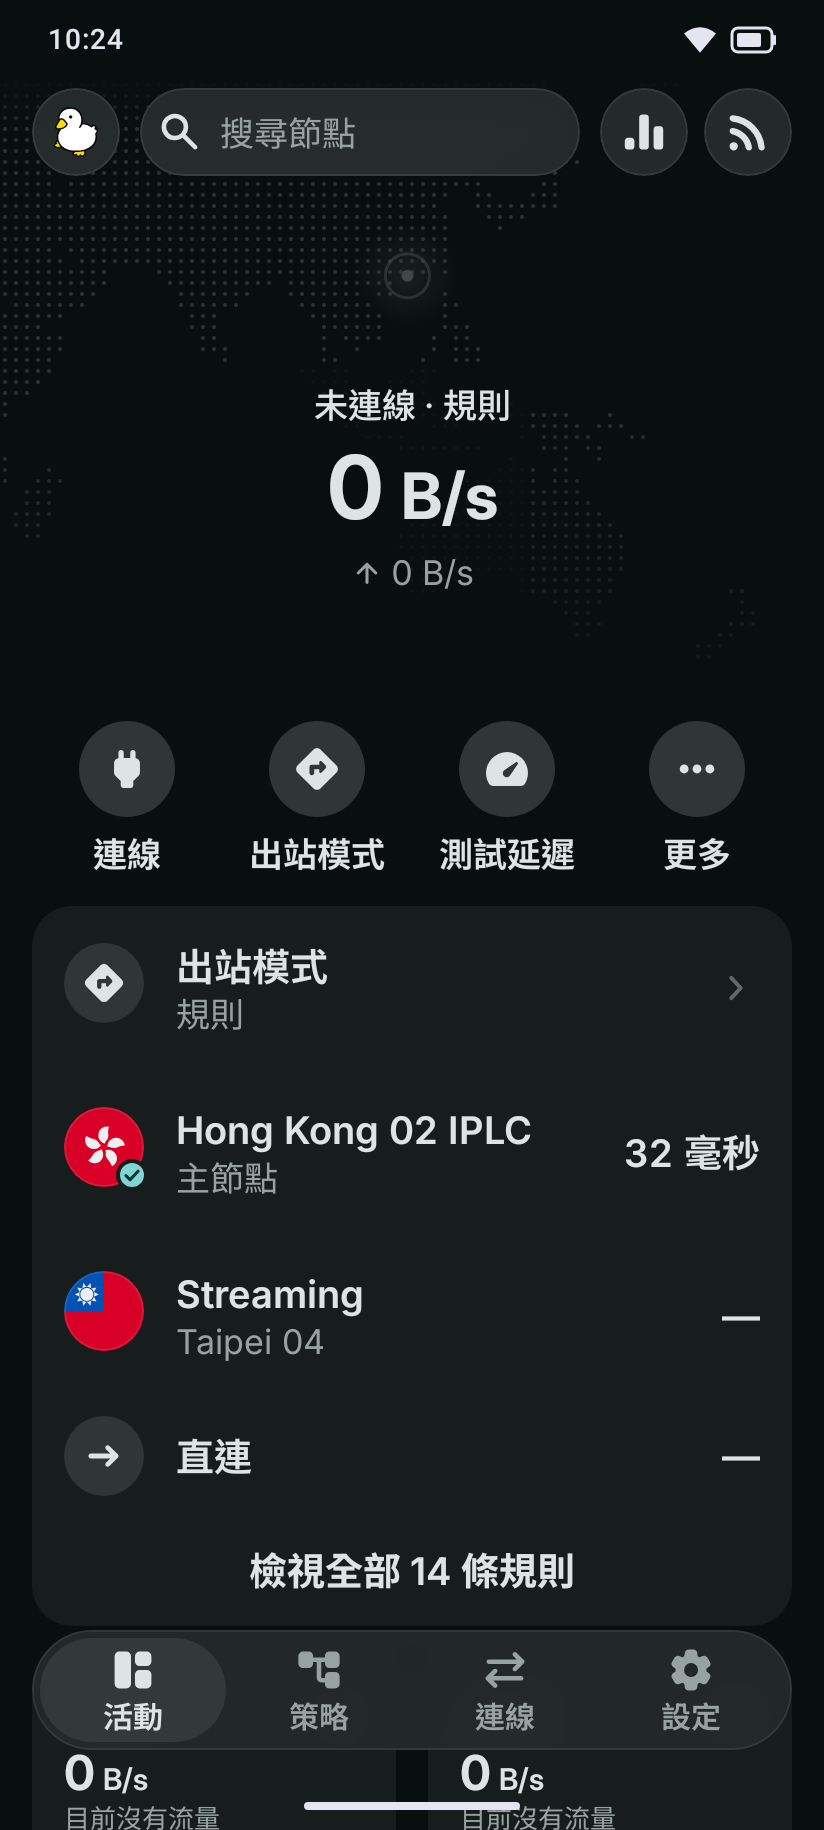 10:24
搜尋節點
未連線 · 規則
0 B/s
↑ 0 B/s
連線
出站模式
測試延遲
更多
出站模式
規則
Hong Kong 02 IPLC
主節點
32 毫秒
Streaming
Taipei 04
—
直連
—
檢視全部 14 條規則
活動
策略
連線
設定
0 B/s
0 B/s
目前沒有流量
目前沒有流量